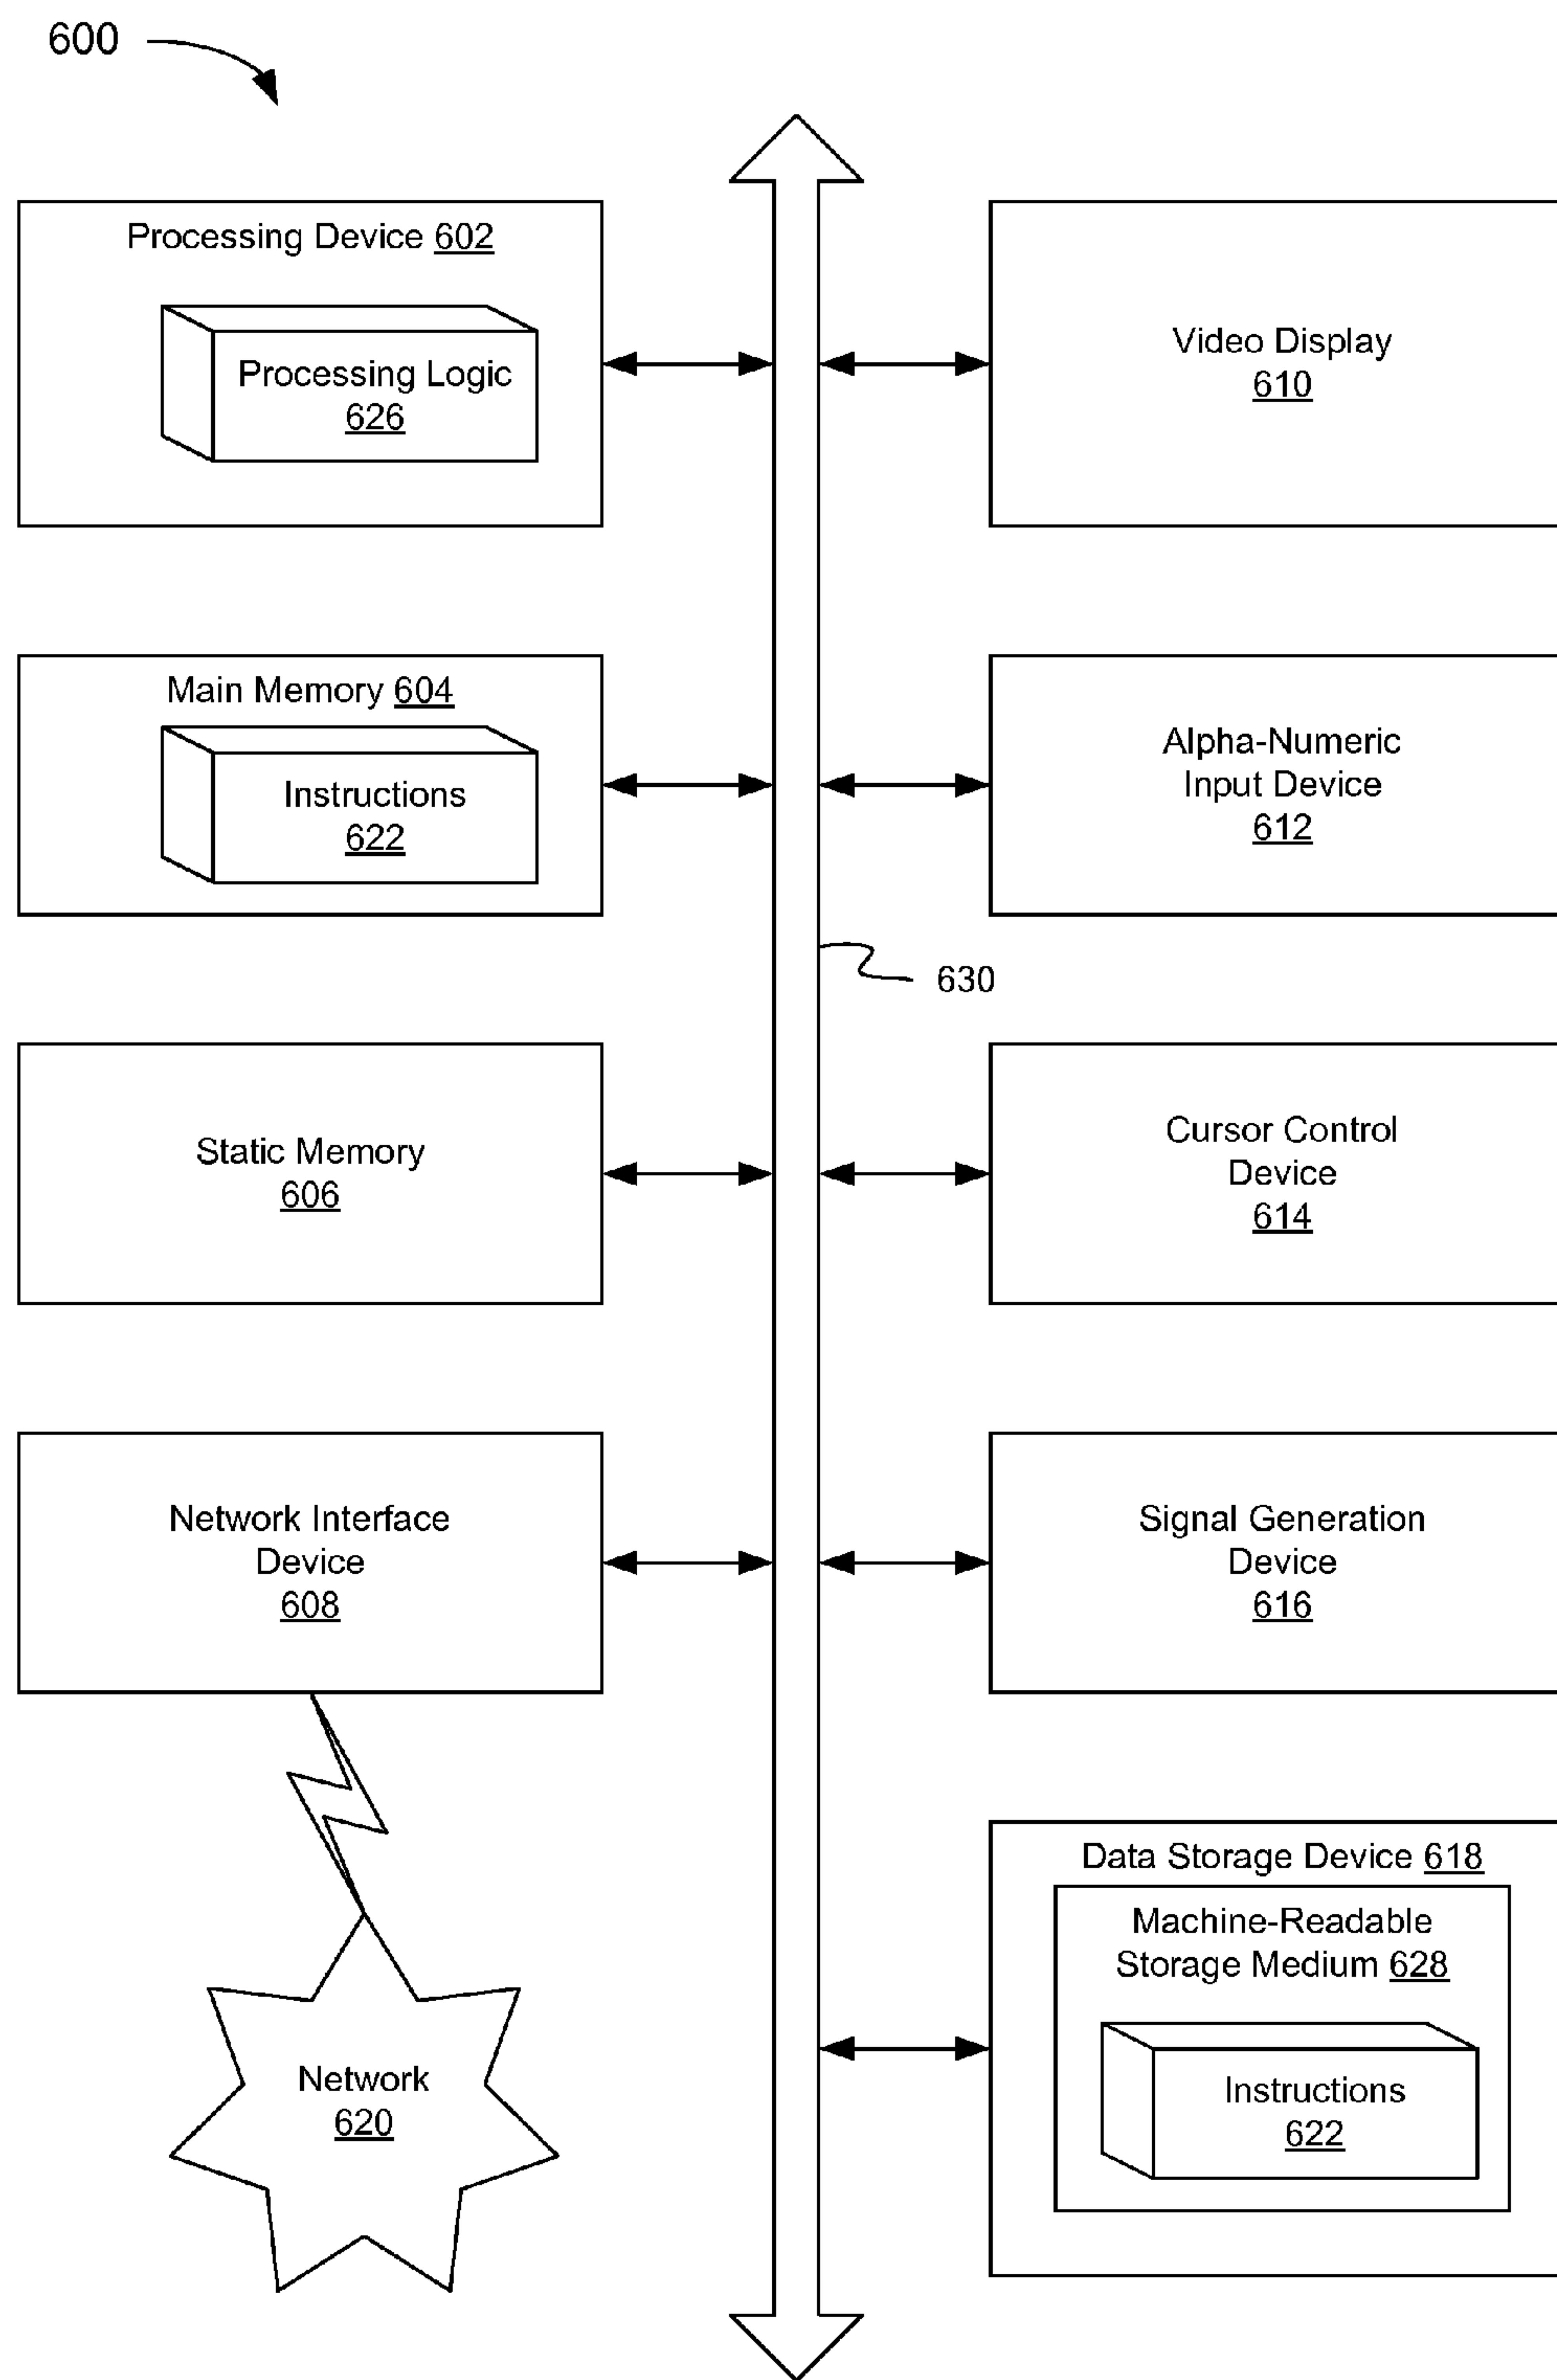 600
Processing Device 602
Processing Logic
626
Video Display
610
Main Memory 604
Instructions
622
Alpha-Numeric
Input Device
612
630
Static Memory
606
Cursor Control
Device
614
Network Interface
Device
608
Signal Generation
Device
616
Data Storage Device 618
Machine-Readable
Storage Medium 628
Instructions
622
Network
620